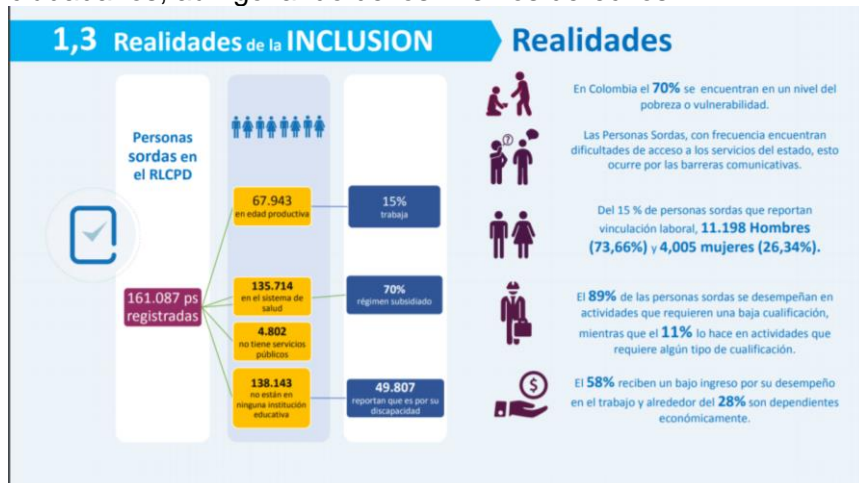 1,3 Realidades de la INCLUSION
Realidades
Personas
sordas en
el RLCPD
161.087 ps
registradas
67.943
en edad productiva
15%
trabaja
135.714
en el sistema de
salud
70%
régimen subsidiado
4.802
no tiene servicios
públicos
138.143
no están en
ninguna institución
educativa
49.807
reportan que es por su
discapacidad
En Colombia el 70% se encuentran en un nivel del
pobreza o vulnerabilidad.
?
Las Personas Sordas, con frecuencia encuentran
dificultades de acceso a los servicios del estado, esto
ocurre por las barreras comunicativas.
Del 15 % de personas sordas que reportan
vinculación laboral, 11.198 Hombres
(73,66%) y 4,005 mujeres (26,34%).
El 89% de las personas sordas se desempeñan en
actividades que requieren una baja cualificación,
mientras que el 11% lo hace en actividades que
requiere algún tipo de cualificación.
$
El 58% reciben un bajo ingreso por su desempeño
en el trabajo y alrededor del 28% son dependientes
económicamente.